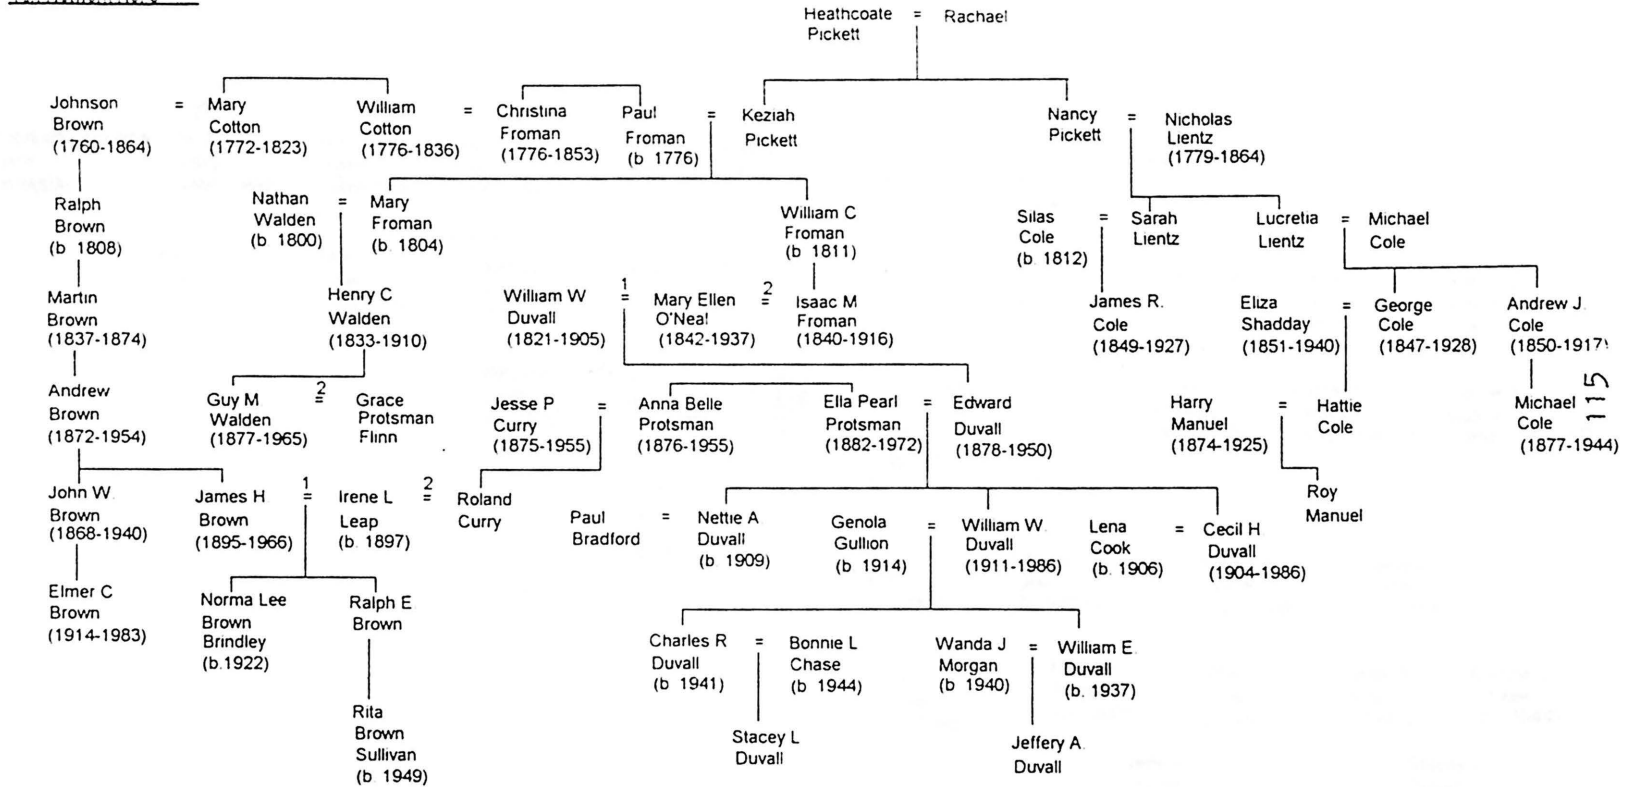 Heathcoate = Rachael
Pickett
Johnson = Mary William = Christina Paul = Keziah Nancy = Nicholas
Brown Cotton Cotton Froman Froman Pickett Pickett Lientz
(1760-1864) (1772-1823) (1776-1836) (1776-1853) (b 1776) (1779-1864)
Ralph Nathan = Mary William C Silas = Sarah Lucretia = Michael
Brown Walden Froman Froman Cole Lientz Lientz Cole
(b 1808) (b 1800) (b 1804) (b 1811) (b. 1812)
Martin Henry C William W 1 = Mary Ellen 2 = Isaac M James R. Eliza = George Andrew J.
Brown Walden Duvall O'Neal Froman Cole Shadday Cole Cole
(1837-1874) (1833-1910) (1821-1905) (1842-1937) (1840-1916) (1849-1927) (1851-1940) (1847-1928) (1850-1917)
Andrew Guy M 2 = Grace Jesse P = Anna Belle Ella Pearl = Edward Harry = Hattie Michael 115
Brown Walden Protsman Curry Protsman Protsman Duvall Manuel Cole Cole
(1872-1954) (1877-1965) Flinn (1875-1955) (1876-1955) (1882-1972) (1878-1950) (1874-1925) (1877-1944)
John W. James H 1 = Irene L 2 = Roland Paul = Nettie A Genola = William W. Lena = Cecil H Roy
Brown Brown Leap Curry Bradford Duvall Gullion Duvall Cook Duvall Manuel
(1868-1940) (1895-1966) (b. 1897) (b. 1909) (b 1914) (1911-1986) (b. 1906) (1904-1986)
Elmer C Norma Lee Ralph E
Brown Brown Brown
(1914-1983) Brindley
(b.1922)
Charles R = Bonnie L Wanda J = William E.
Duvall Chase Morgan Duvall
(b 1941) (b 1944) (b 1940) (b. 1937)
Rita Stacey L Jeffery A.
Brown Duvall Duvall
Sullivan
(b 1949)